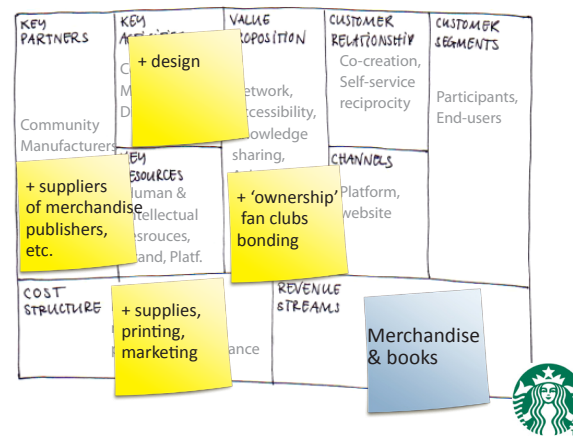 KEY
PARTNERS
Community
Manufacturers
+ suppliers
of merchandise
publishers,
etc.
KEY
+ design
KEY
Human &
Intellectual
resrouces,
Platf.
VALUE
PROPOSITION
Network,
Accessibility,
Knowledge
sharing,
+ 'ownership'
fan clubs
bonding
CUSTOMER
RELATIONSHIP
Co-creation,
Self-service
reciprocity
CHANNELS
Platform,
website
CUSTOMER
SEGMENTS
Participants,
End-users
COST
STRUCTURE
+ supplies,
printing,
marketing
REVENUE
STREAMS
Merchandise
& books